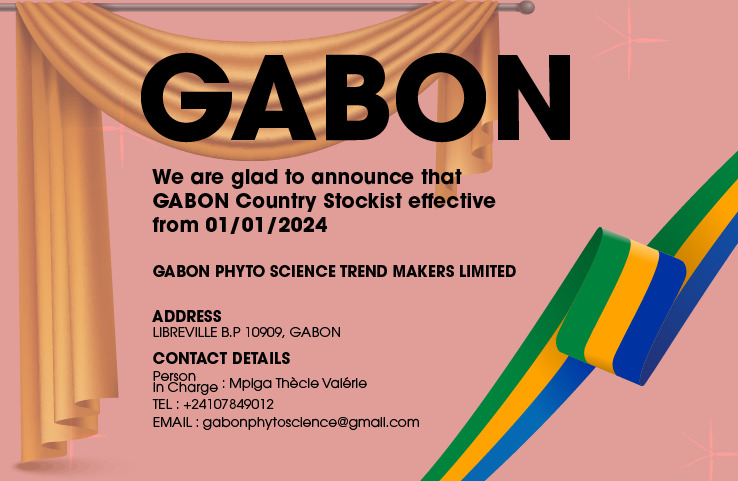 GABON
We are glad to announce that
GABON Country Stockist effective
from 01/01/2024
GABON PHYTO SCIENCE TREND MAKERS LIMITED
ADDRESS
LIBREVILLE B.P 10909, GABON
CONTACT DETAILS
Person
In Charge : Mpiga Thècle Valérie
TEL : +24107849012
EMAIL : gabonphytoscience@gmail.com